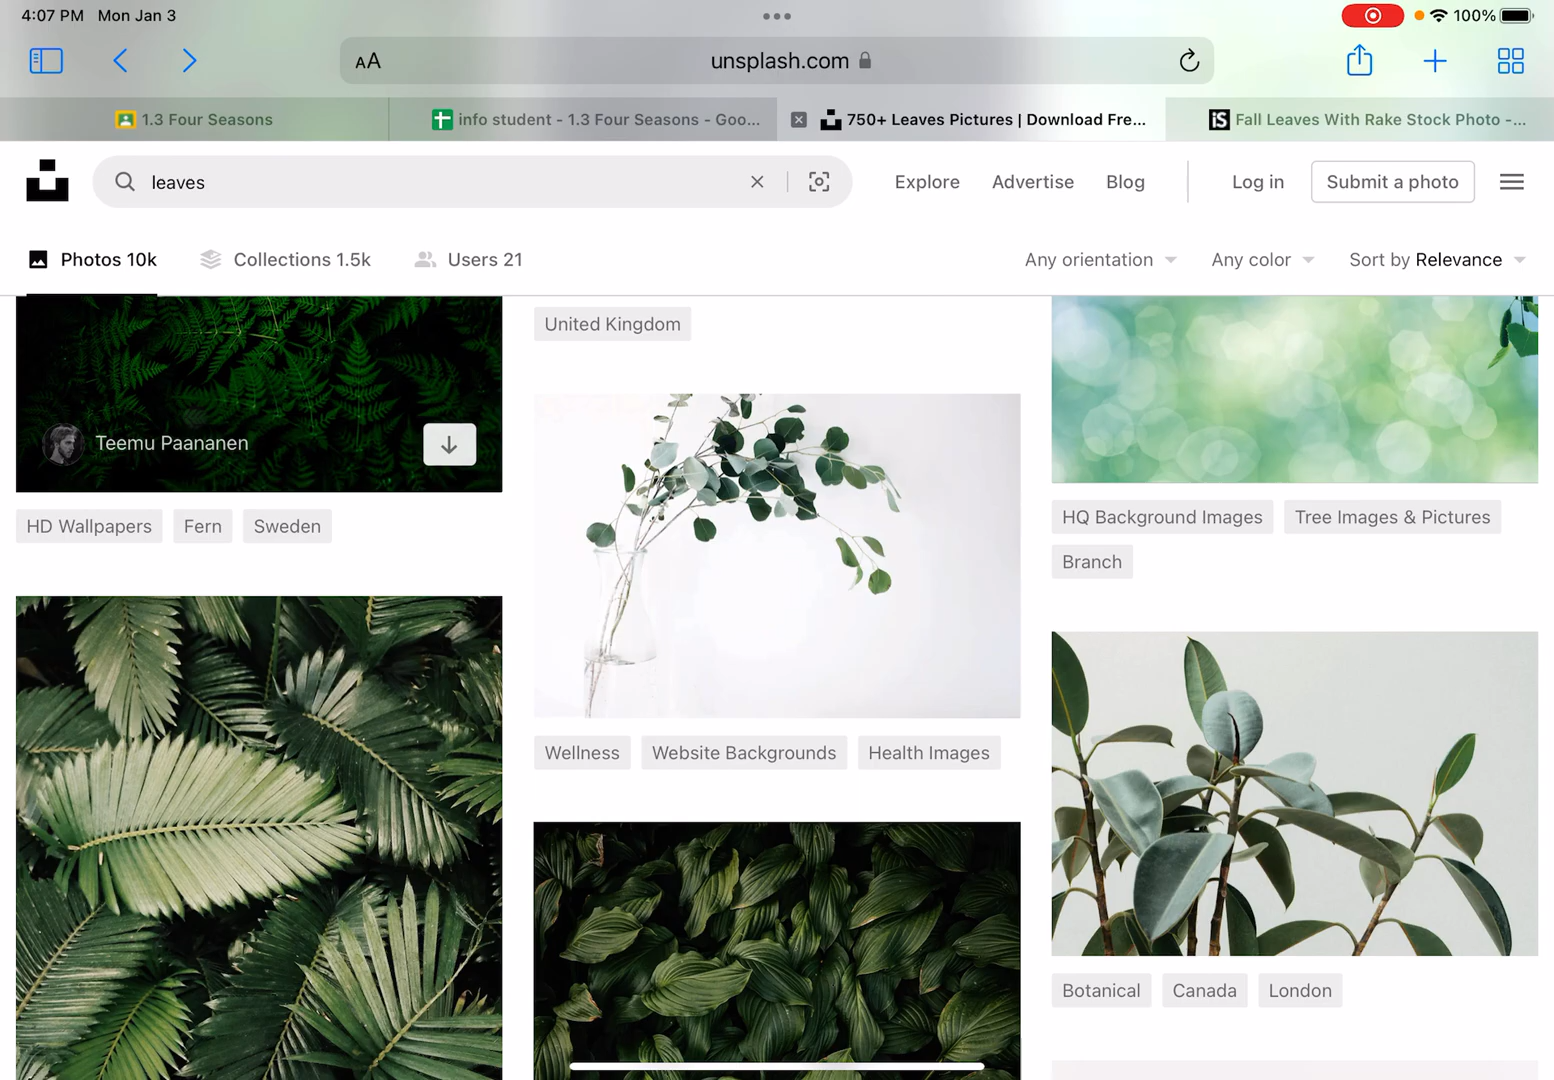 4:07 PM Mon Jan 3
100%
AA
unsplash.com
1.3 Four Seasons
info student - 1.3 Four Seasons - Goo...
750+ Leaves Pictures | Download Fre...
iS
Fall Leaves With Rake Stock Photo -...
leaves
Explore
Advertise
Blog
Log in
Submit a photo
Photos 10k
Collections 1.5k
Users 21
Any orientation
Any color
Sort by Relevance
Teemu Paananen
HD Wallpapers
Fern
Sweden
United Kingdom
Wellness
Website Backgrounds
Health Images
HQ Background Images
Tree Images & Pictures
Branch
Botanical
Canada
London